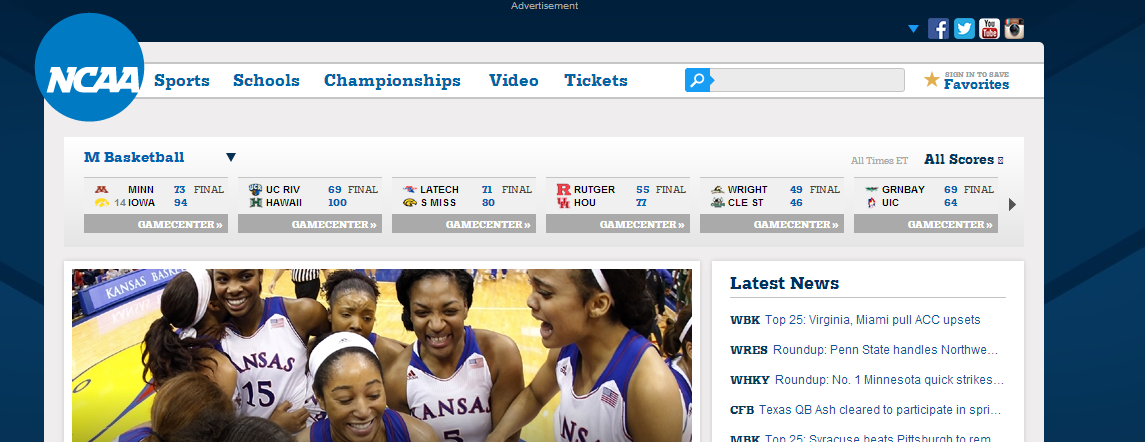 Advertisement
NCAA
Sports Schools Championships Video Tickets
SIGN IN TO SAVE
Favorites
You
Tube
M Basketball
All Times ET All Scores
MINN 73 FINAL
14 IOWA 94
GAMECENTER »
UC RIV 69 FINAL
HAWAII 100
GAMECENTER »
LATECH 71 FINAL
S MISS 80
GAMECENTER »
RUTGER 55 FINAL
HOU 77
GAMECENTER »
WRIGHT 49 FINAL
CLE ST 46
GAMECENTER »
GRNBAY 69 FINAL
UIC 64
GAMECENTER »
KANSAS BASK
ANSAS
15
KANSAS
5
KANSAS
Latest News
WBK Top 25: Virginia, Miami pull ACC upsets
WRES Roundup: Penn State handles Northwe...
WHKY Roundup: No. 1 Minnesota quick strikes...
CFB Texas QB Ash cleared to participate in spri...
MBK Top 25: Syracuse beats Pittsburgh to rem